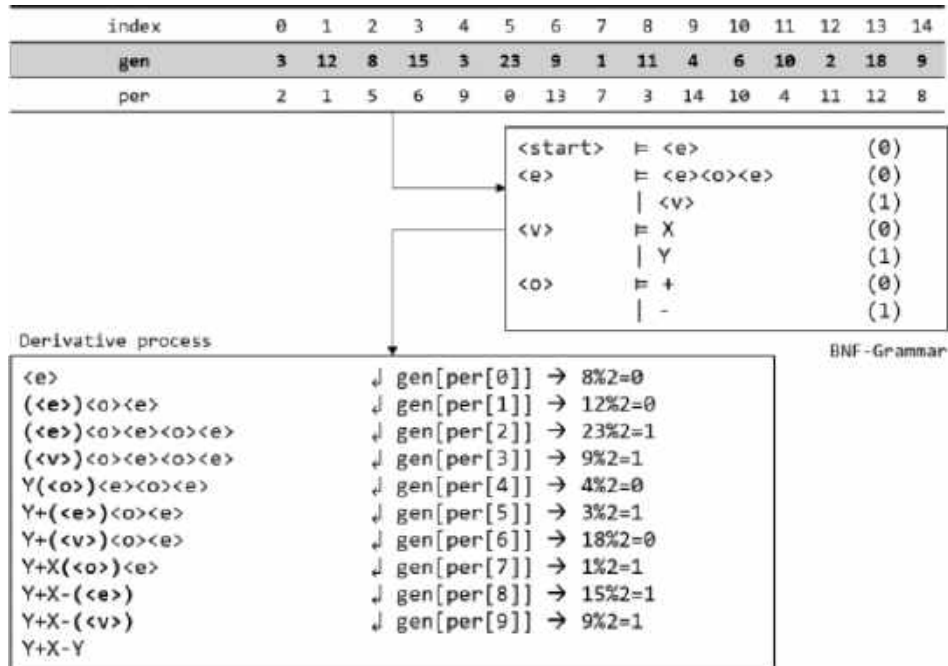 index 0 1 2 3 4 5 6 7 8 9 10 11 12 13 14
gen 3 12 8 15 3 23 9 1 11 4 6 10 2 18 9
per 2 1 5 6 9 0 13 7 3 14 10 4 11 12 8
<start> ⊨ <e> (0)
<e> ⊨ <e><o><e> (0)
| <v> (1)
<v> ⊨ X (0)
| Y (1)
<o> ⊨ + (0)
| - (1)
BNF-Grammar
Derivative process
<e> ↲ gen[per[0]] → 8%2=0
(<e>)<o><e> ↲ gen[per[1]] → 12%2=0
(<e>)<o><e><o><e> ↲ gen[per[2]] → 23%2=1
(<v>)<o><e><o><e> ↲ gen[per[3]] → 9%2=1
Y(<o>)<e><o><e> ↲ gen[per[4]] → 4%2=0
Y+(<e>)<o><e> ↲ gen[per[5]] → 3%2=1
Y+(<v>)<o><e> ↲ gen[per[6]] → 18%2=0
Y+X(<o>)<e> ↲ gen[per[7]] → 1%2=1
Y+X-(<e>) ↲ gen[per[8]] → 15%2=1
Y+X-(<v>) ↲ gen[per[9]] → 9%2=1
Y+X-Y